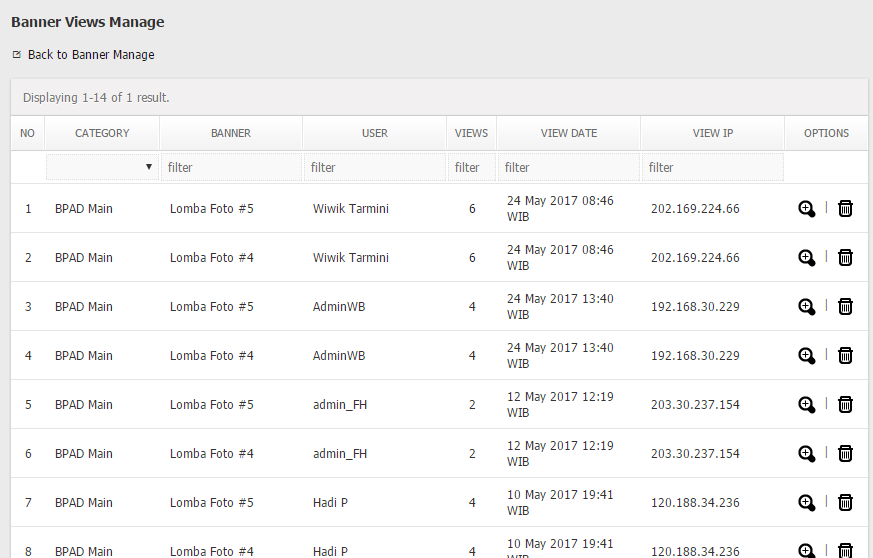 Banner Views Manage
Back to Banner Manage
Displaying 1-14 of 1 result.
NO CATEGORY BANNER USER VIEWS VIEW DATE VIEW IP OPTIONS
filter filter filter filter filter
1 BPAD Main Lomba Foto #5 Wiwik Tarmini 6 24 May 2017 08:46 WIB 202.169.224.66 |
2 BPAD Main Lomba Foto #4 Wiwik Tarmini 6 24 May 2017 08:46 WIB 202.169.224.66 |
3 BPAD Main Lomba Foto #5 AdminWB 4 24 May 2017 13:40 WIB 192.168.30.229 |
4 BPAD Main Lomba Foto #4 AdminWB 4 24 May 2017 13:40 WIB 192.168.30.229 |
5 BPAD Main Lomba Foto #5 admin_FH 2 12 May 2017 12:19 WIB 203.30.237.154 |
6 BPAD Main Lomba Foto #4 admin_FH 2 12 May 2017 12:19 WIB 203.30.237.154 |
7 BPAD Main Lomba Foto #5 Hadi P 4 10 May 2017 19:41 WIB 120.188.34.236 |
8 BPAD Main Lomba Foto #4 Hadi P 4 10 May 2017 19:41 WIB 120.188.34.236 |